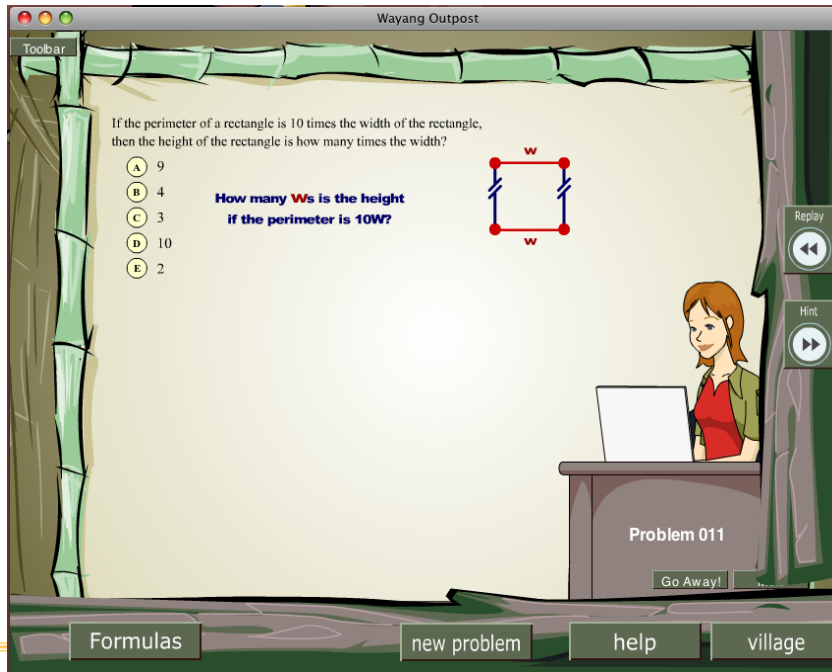 Wayang Outpost
Toolbar
If the perimeter of a rectangle is 10 times the width of the rectangle,
then the height of the rectangle is how many times the width?
A 9
B 4
C 3
D 10
E 2
How many Ws is the height
if the perimeter is 10W?
w
w
Replay
Hint
Problem 011
Go Away!
Formulas
new problem
help
village